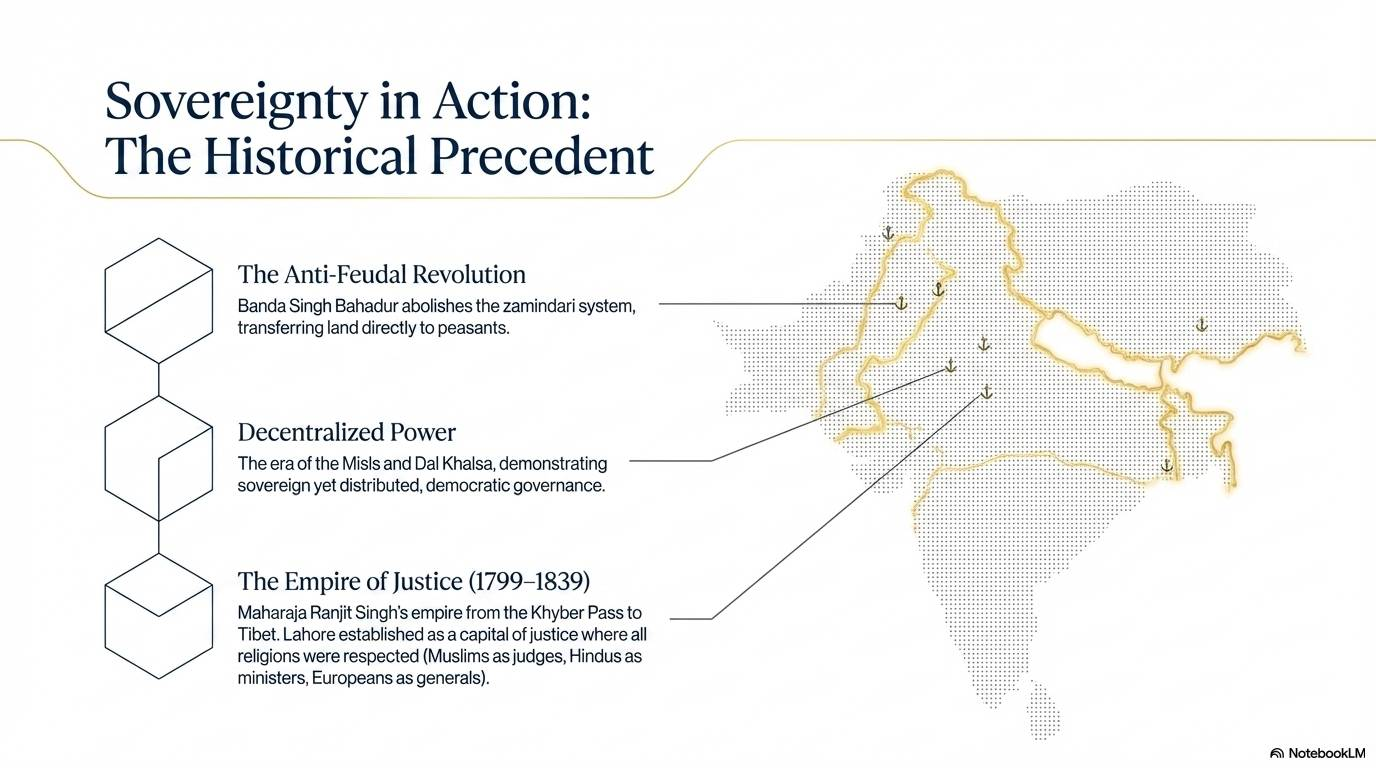 Sovereignty in Action:
The Historical Precedent
The Anti-Feudal Revolution
Banda Singh Bahadur abolishes the zamindari system,
transferring land directly to peasants.
Decentralized Power
The era of the Misls and Dal Khalsa, demonstrating
sovereign yet distributed, democratic governance.
The Empire of Justice (1799–1839)
Maharaja Ranjit Singh's empire from the Khyber Pass to
Tibet. Lahore established as a capital of justice where all
religions were respected (Muslims as judges, Hindus as
ministers, Europeans as generals).
NotebookLM